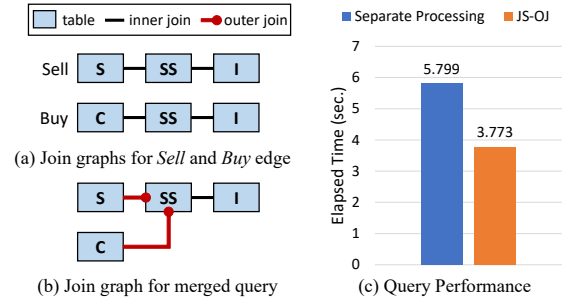 table inner join outer join
Sell S SS I
Buy C SS I
(a) Join graphs for Sell and Buy edge
S SS I
C
(b) Join graph for merged query
Separate Processing JS-OJ
7
6
5
4
3
2
1
0
Elapsed Time (sec.)
5.799
3.773
(c) Query Performance